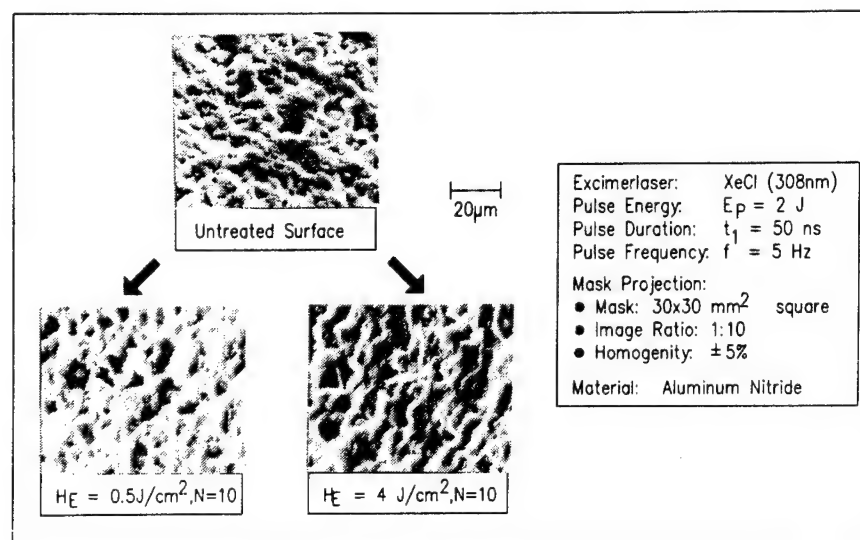 Untreated Surface
20μm
Excimerlaser: XeCl (308nm)
Pulse Energy: Ep = 2 J
Pulse Duration: t1 = 50 ns
Pulse Frequency: f = 5 Hz
Mask Projection:
● Mask: 30x30 mm² square
● Image Ratio: 1:10
● Homogenity: ±5%
Material: Aluminum Nitride
HE = 0.5J/cm²,N=10
HE = 4 J/cm²,N=10